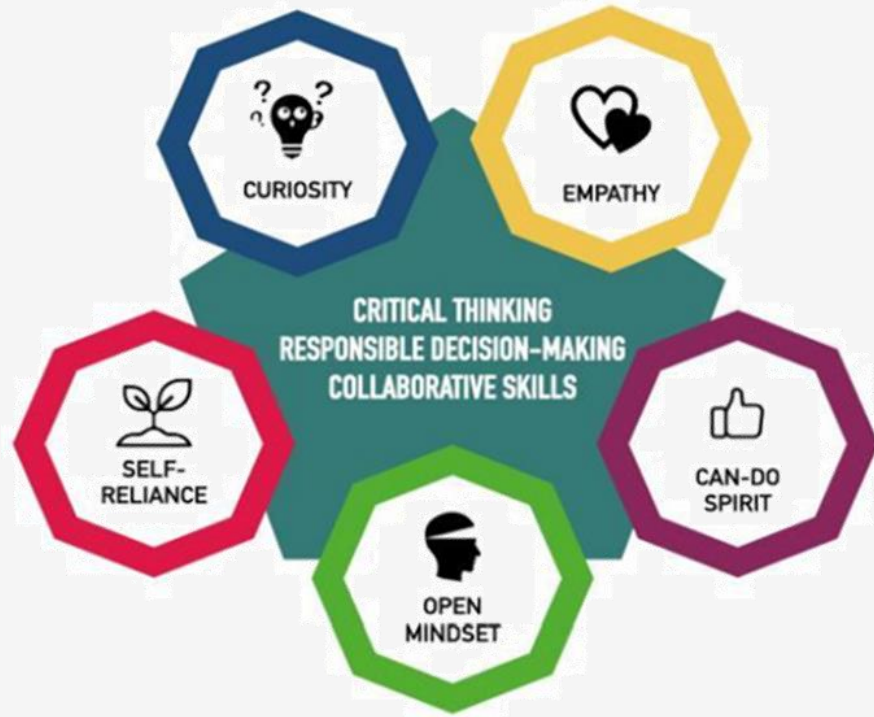 ? ?
? ?
CURIOSITY
EMPATHY
CRITICAL THINKING
RESPONSIBLE DECISION-MAKING
COLLABORATIVE SKILLS
SELF-
RELIANCE
CAN-DO
SPIRIT
OPEN
MINDSET